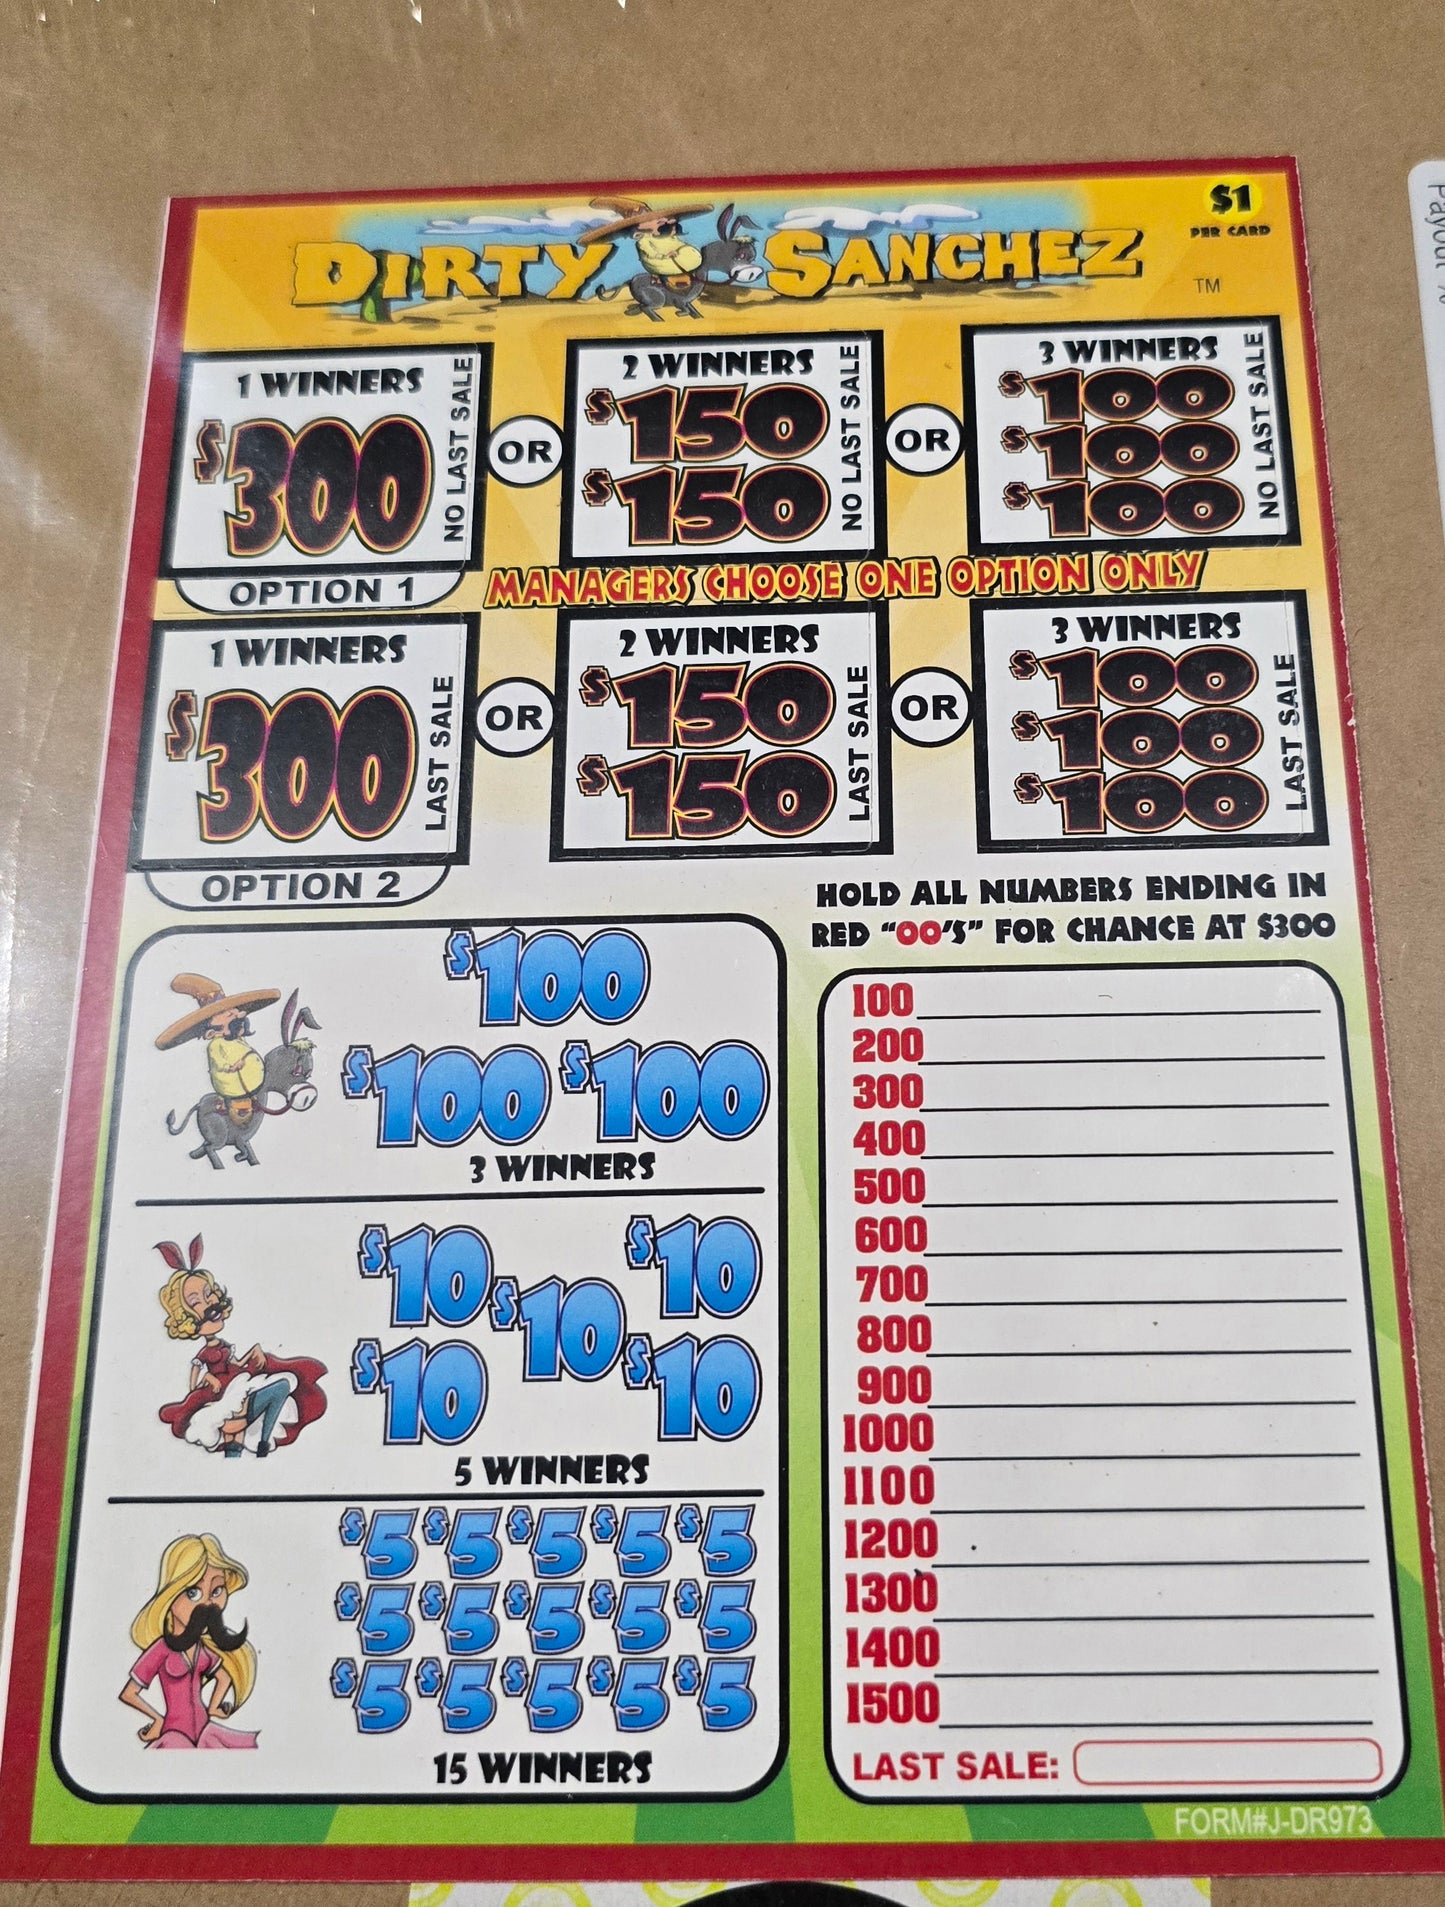 $1
PER CARD
DIRTY SANCHEZ
TM
1 WINNERS
$300
NO LAST SALE
OR
2 WINNERS
$150
$150
NO LAST SALE
OR
3 WINNERS
$100
$100
$100
NO LAST SALE
OPTION 1
MANAGERS CHOOSE ONE OPTION ONLY
1 WINNERS
$300
LAST SALE
OR
2 WINNERS
$150
$150
LAST SALE
OR
3 WINNERS
$100
$100
$100
LAST SALE
OPTION 2
HOLD ALL NUMBERS ENDING IN
RED "00'S" FOR CHANCE AT $300
$100
$100 $100
3 WINNERS
$10 $10
$10
$10 $10
5 WINNERS
$5 $5 $5 $5 $5
$5 $5 $5 $5 $5
$5 $5 $5 $5 $5
15 WINNERS
100
200
300
400
500
600
700
800
900
1000
1100
1200
1300
1400
1500
LAST SALE:
FORM#J-DR973
Payout %